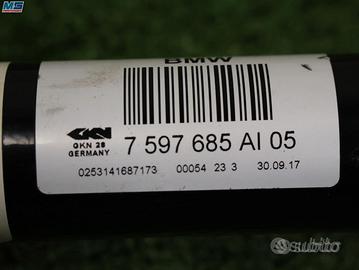 MS
BMW
GKN
GKN 28
GERMANY
7 597 685 AI 05
0253141687173 00054 23 3 30.09.17
subito